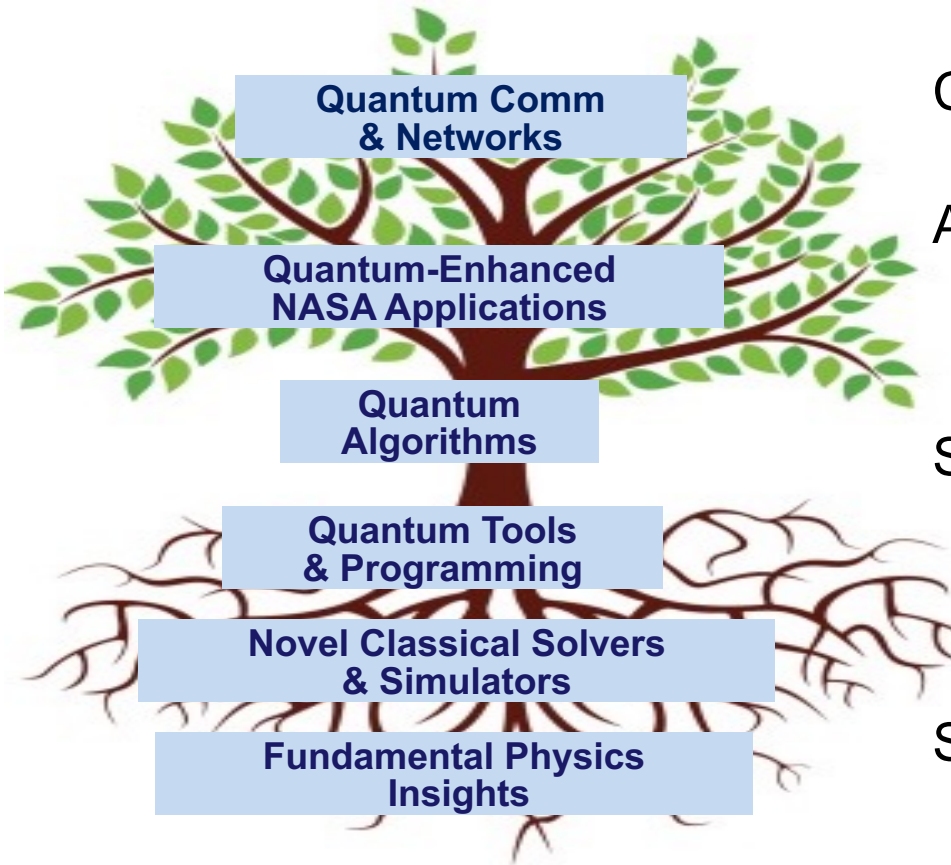 Quantum Comm
& Networks
Quantum-Enhanced
NASA Applications
Quantum
Algorithms
Quantum Tools
& Programming
Novel Classical Solvers
& Simulators
Fundamental Physics
Insights